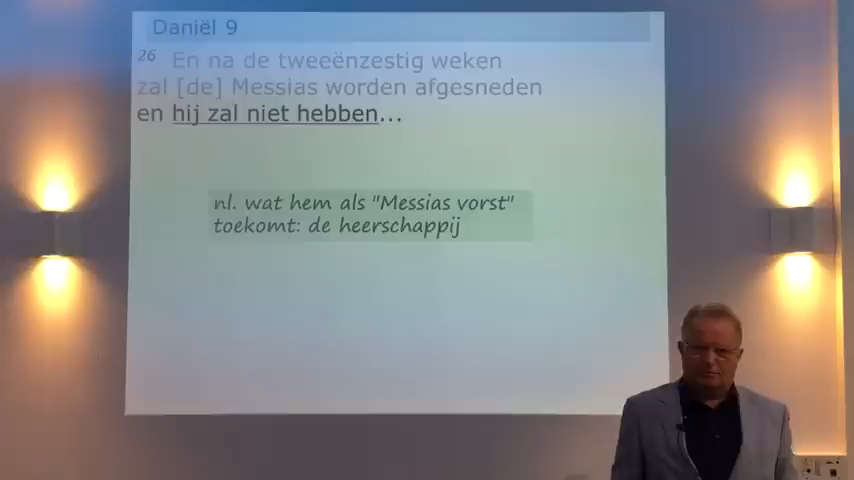 Daniël 9
26 En na de tweeënzestig weken
zal [de] Messias worden afgesneden
en hij zal niet hebben...
nl. wat hem als "Messias vorst"
toekomt: de heerschappij